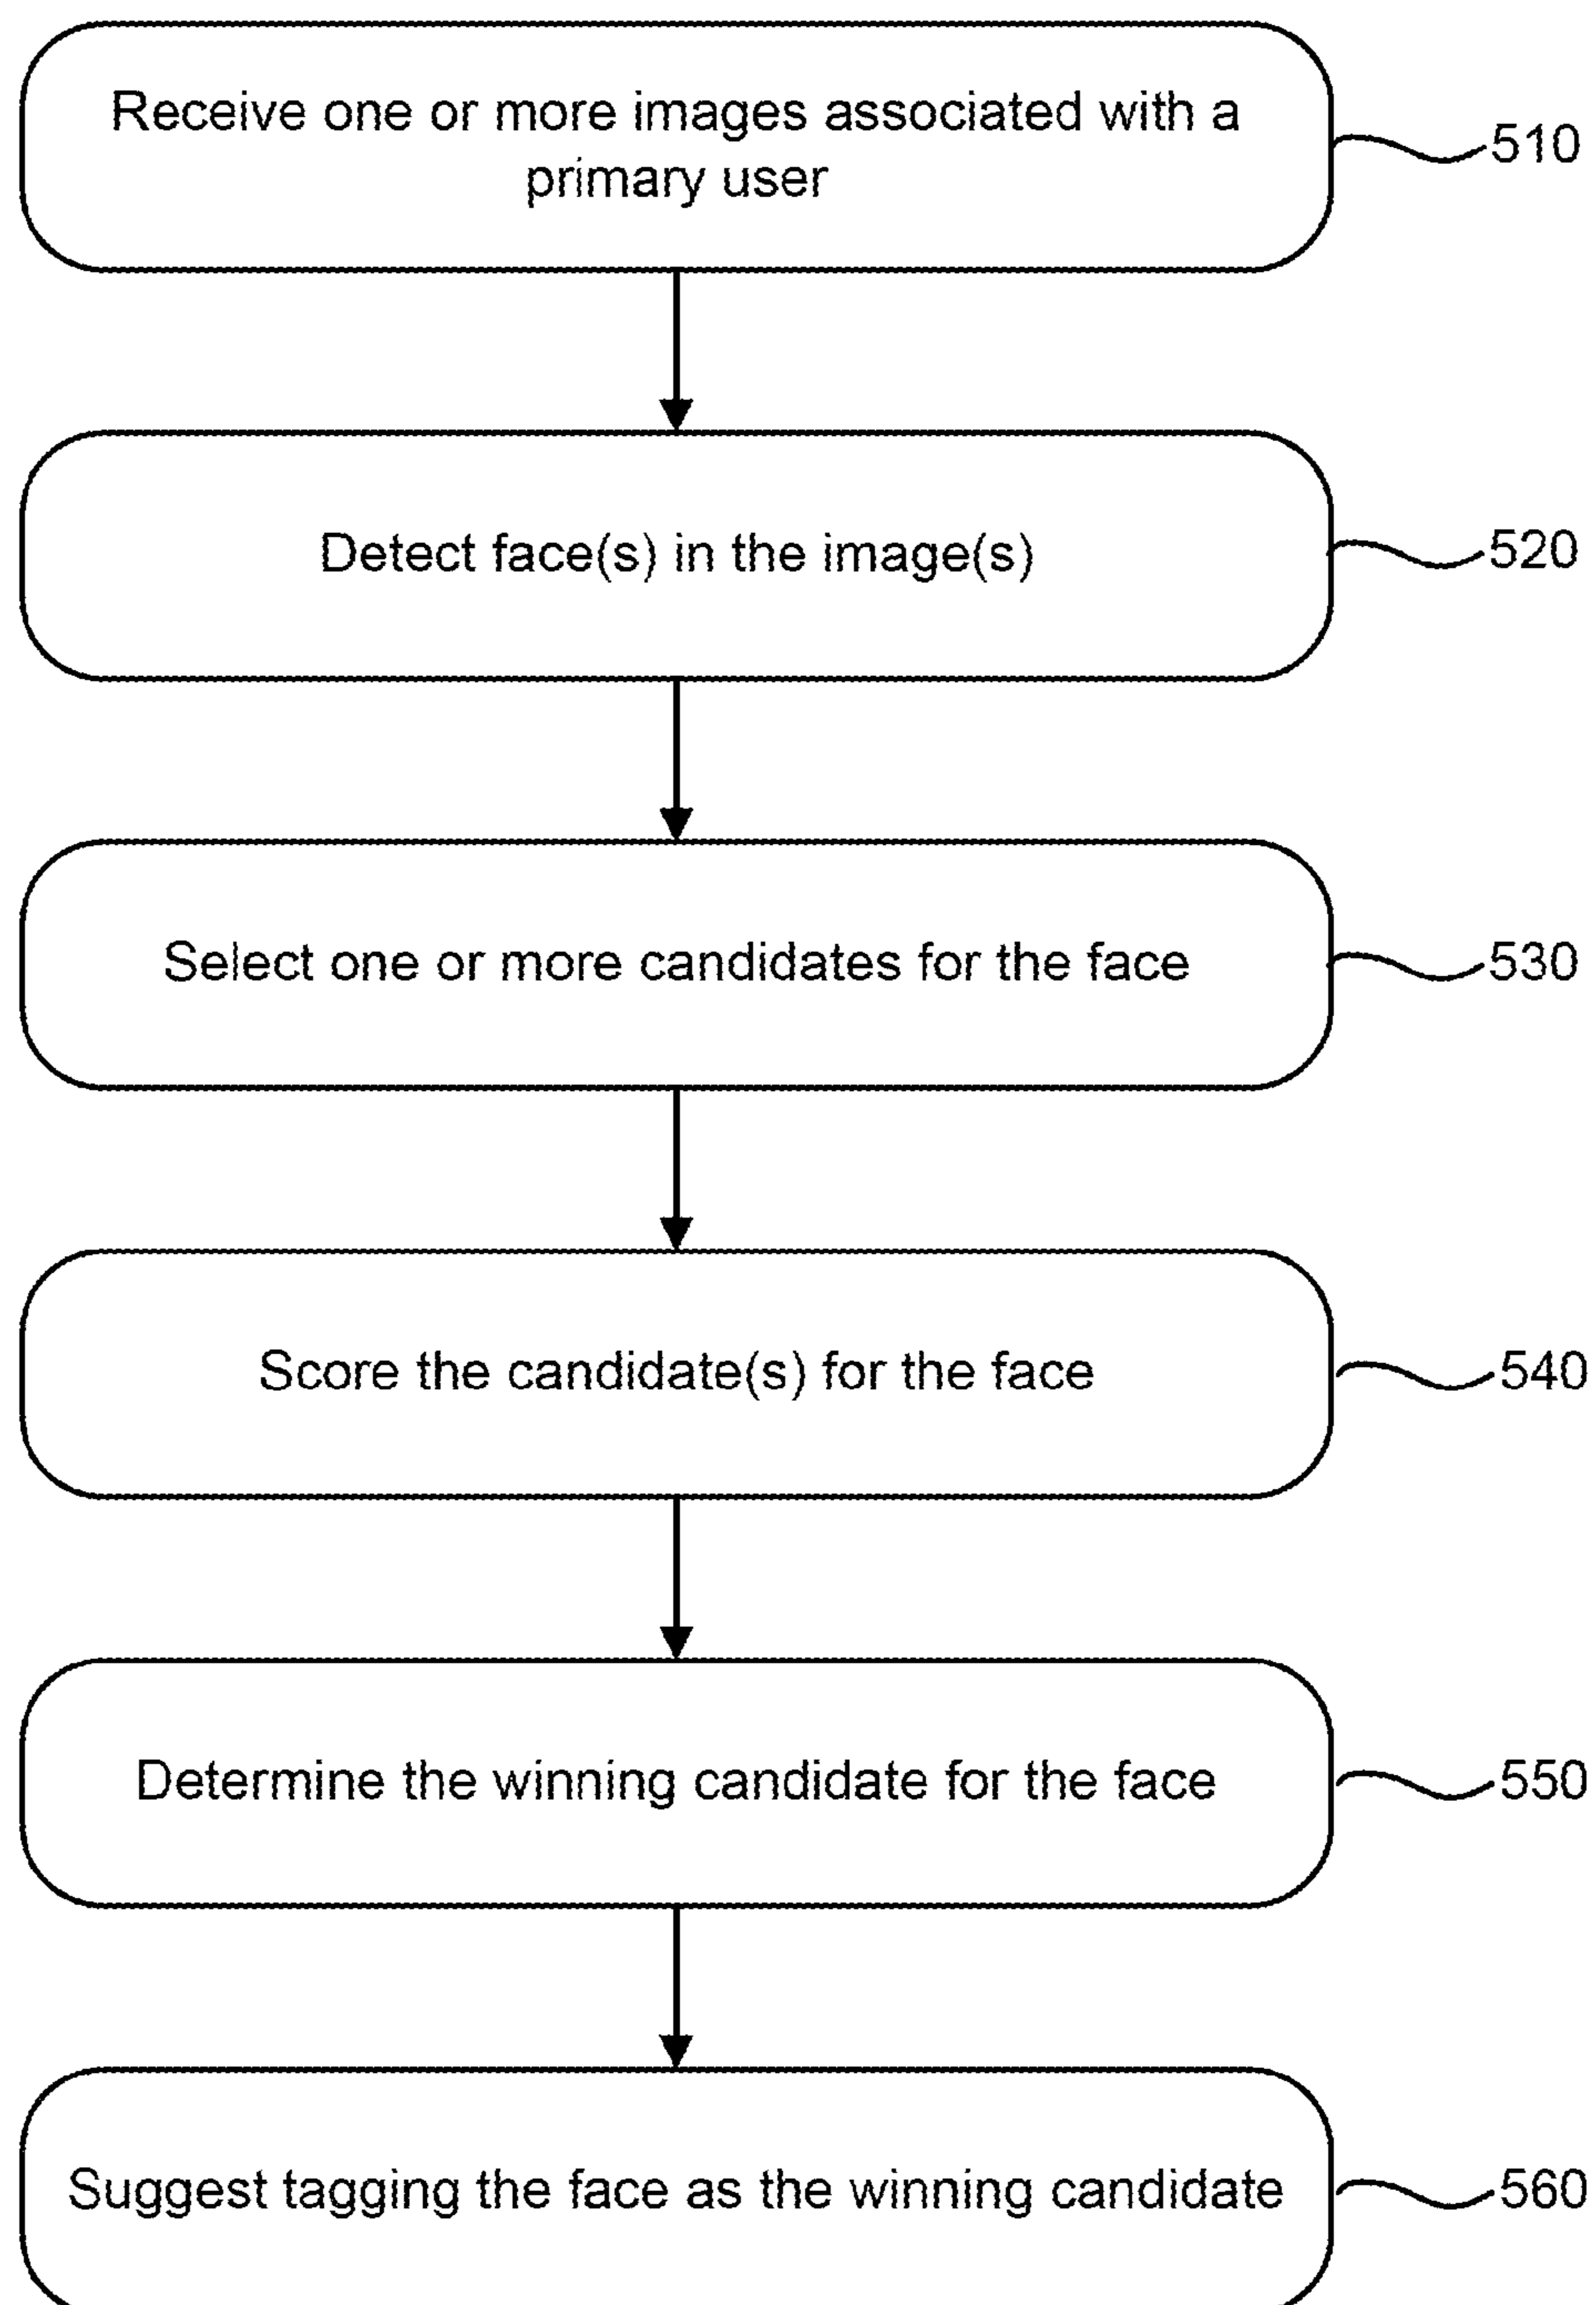 Receive one or more images associated with a
primary user
510
Detect face(s) in the image(s)
520
Select one or more candidates for the face
530
Score the candidate(s) for the face
540
Determine the winning candidate for the face
550
Suggest tagging the face as the winning candidate
560